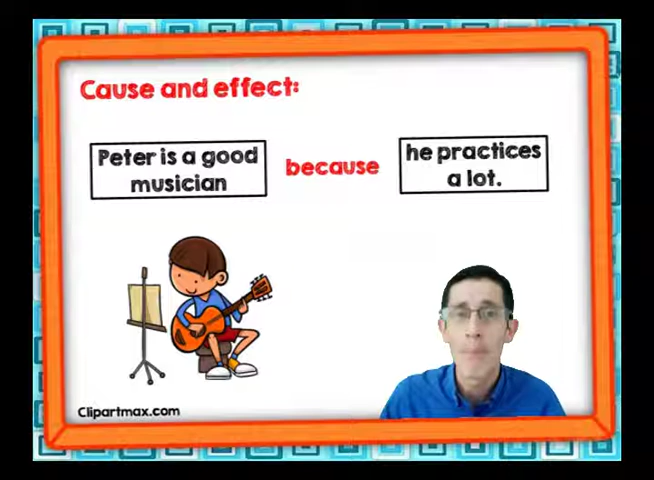 Cause and effect:
Peter is a good
musician
because
he practices
a lot.
Clipartmax.com